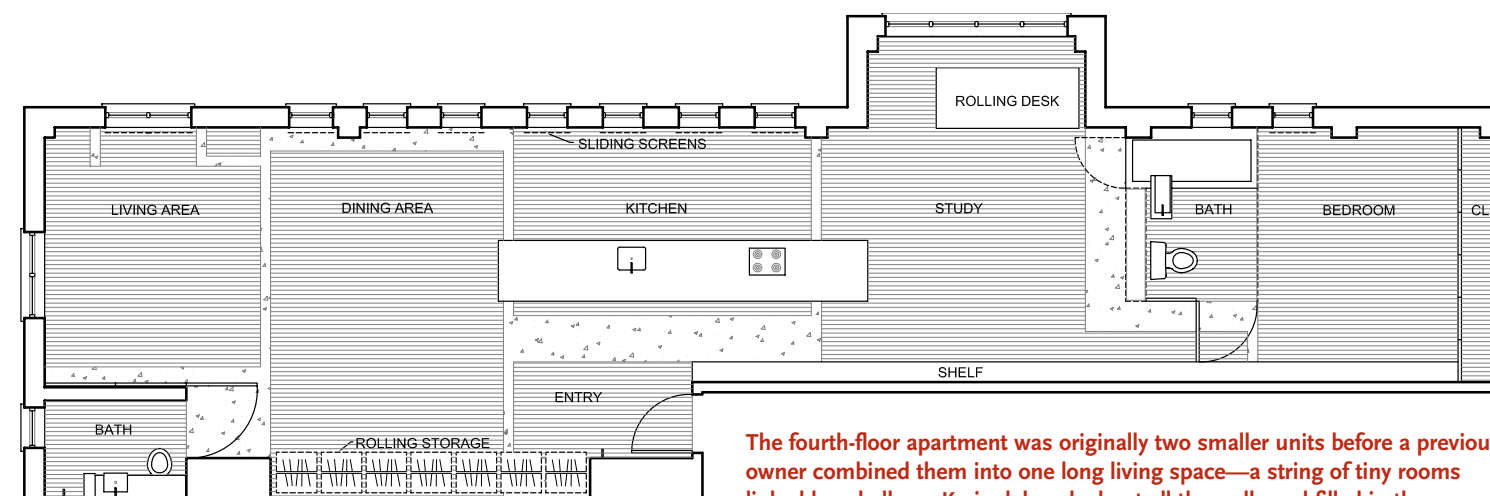 ROLLING DESK
SLIDING SCREENS
LIVING AREA
DINING AREA
KITCHEN
STUDY
BATH
BEDROOM
CL
SHELF
ENTRY
BATH
ROLLING STORAGE
The fourth-floor apartment was originally two smaller units before a previou
owner combined them into one long living space—a string of tiny rooms